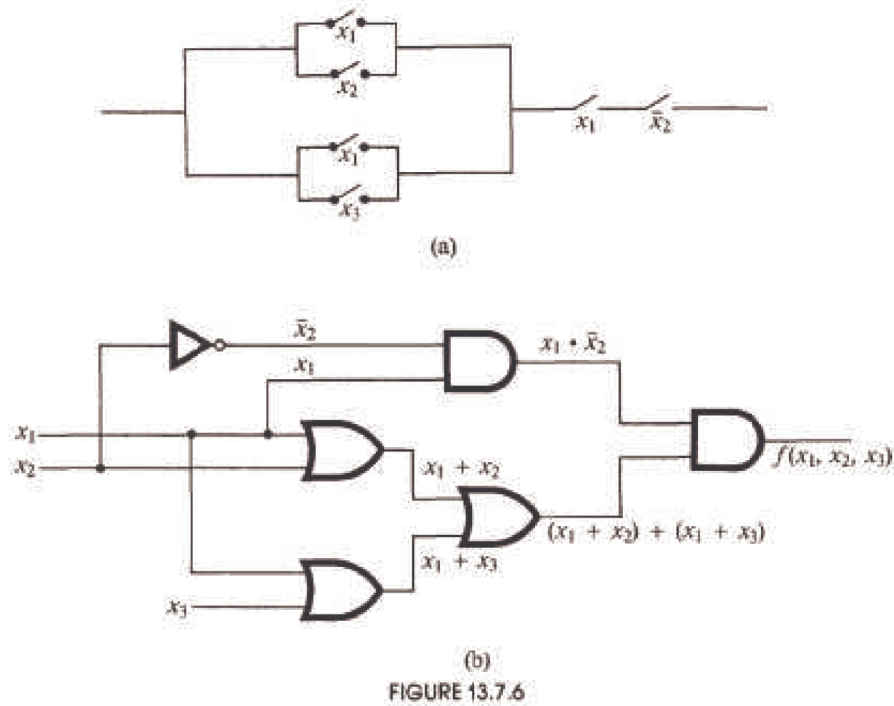 x₁
x₂
x₁ x̄₂
x₁
x₃
(a)
x̄₂
x₁ • x̄₂
x₁
x₁
x₂
f(x₁, x₂, x₃)
x₁ + x₂
(x₁ + x₂) + (x₁ + x₃)
x₁ + x₃
x₃
(b)
FIGURE 13.7.6